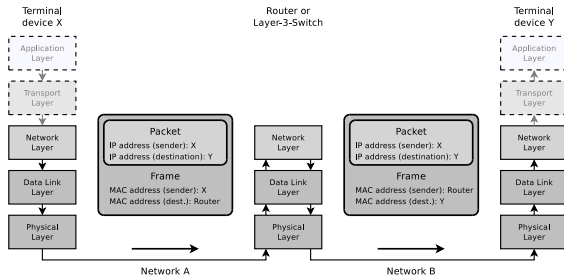 Terminal
device X
Router or
Layer-3-Switch
Terminal
device Y
Application
Layer
Application
Layer
Transport
Layer
Transport
Layer
Network
Layer
Packet
IP address (sender): X
IP address (destination): Y
Network
Layer
Packet
IP address (sender): X
IP address (destination): Y
Network
Layer
Data Link
Layer
Frame
MAC address (sender): X
MAC address (dest.): Router
Data Link
Layer
Frame
MAC address (sender): Router
MAC address (dest.): Y
Data Link
Layer
Physical
Layer
Physical
Layer
Physical
Layer
Network A
Network B